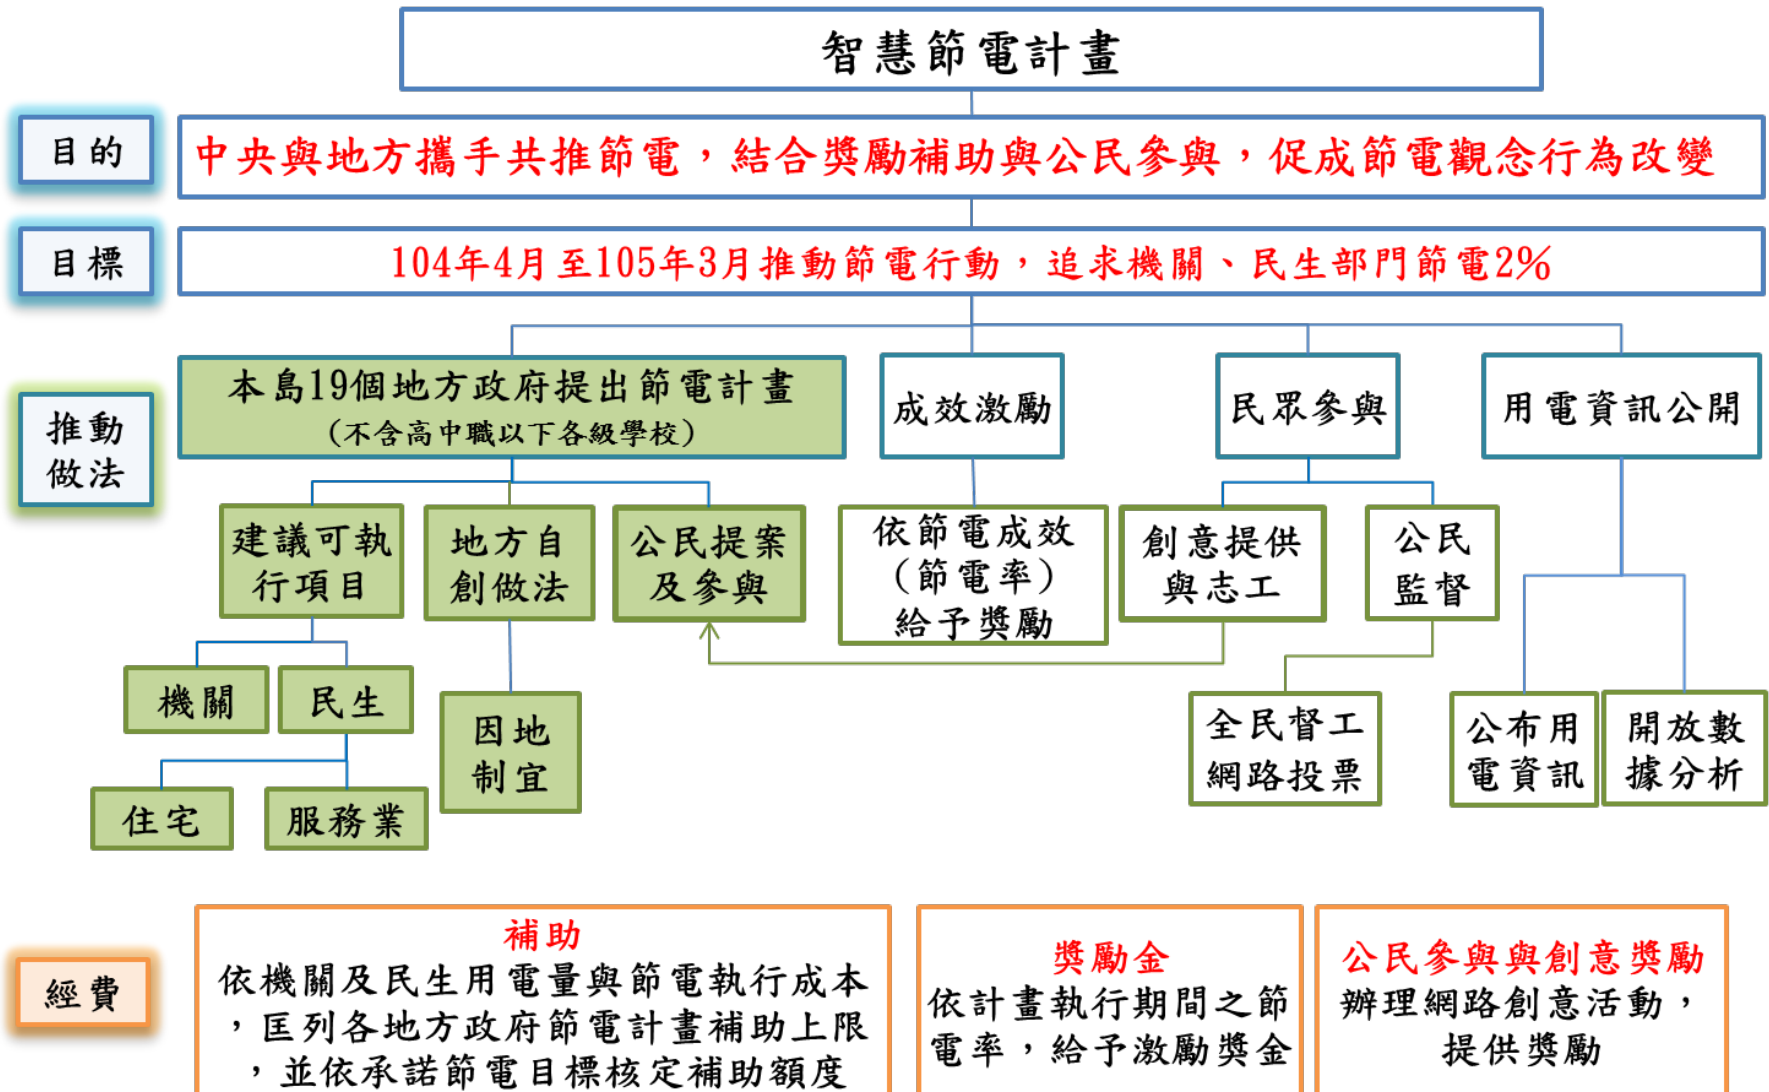 智慧節電計畫
目的
中央與地方攜手共推節電，結合獎勵補助與公民參與，促成節電觀念行為改變
目標
104年4月至105年3月推動節電行動，追求機關、民生部門節電2%
推動
做法
本島19個地方政府提出節電計畫
(不含高中職以下各級學校)
成效激勵
民眾參與
用電資訊公開
建議可執
行項目
地方自
創做法
公民提案
及參與
依節電成效
(節電率)
給予獎勵
創意提供
與志工
公民
監督
機關
民生
因地
制宜
全民督工
網路投票
公布用
電資訊
開放數
據分析
住宅
服務業
經費
補助
依機關及民生用電量與節電執行成本
，匡列各地方政府節電計畫補助上限
，並依承諾節電目標核定補助額度
獎勵金
依計畫執行期間之節
電率，給予激勵獎金
公民參與與創意獎勵
辦理網路創意活動，
提供獎勵